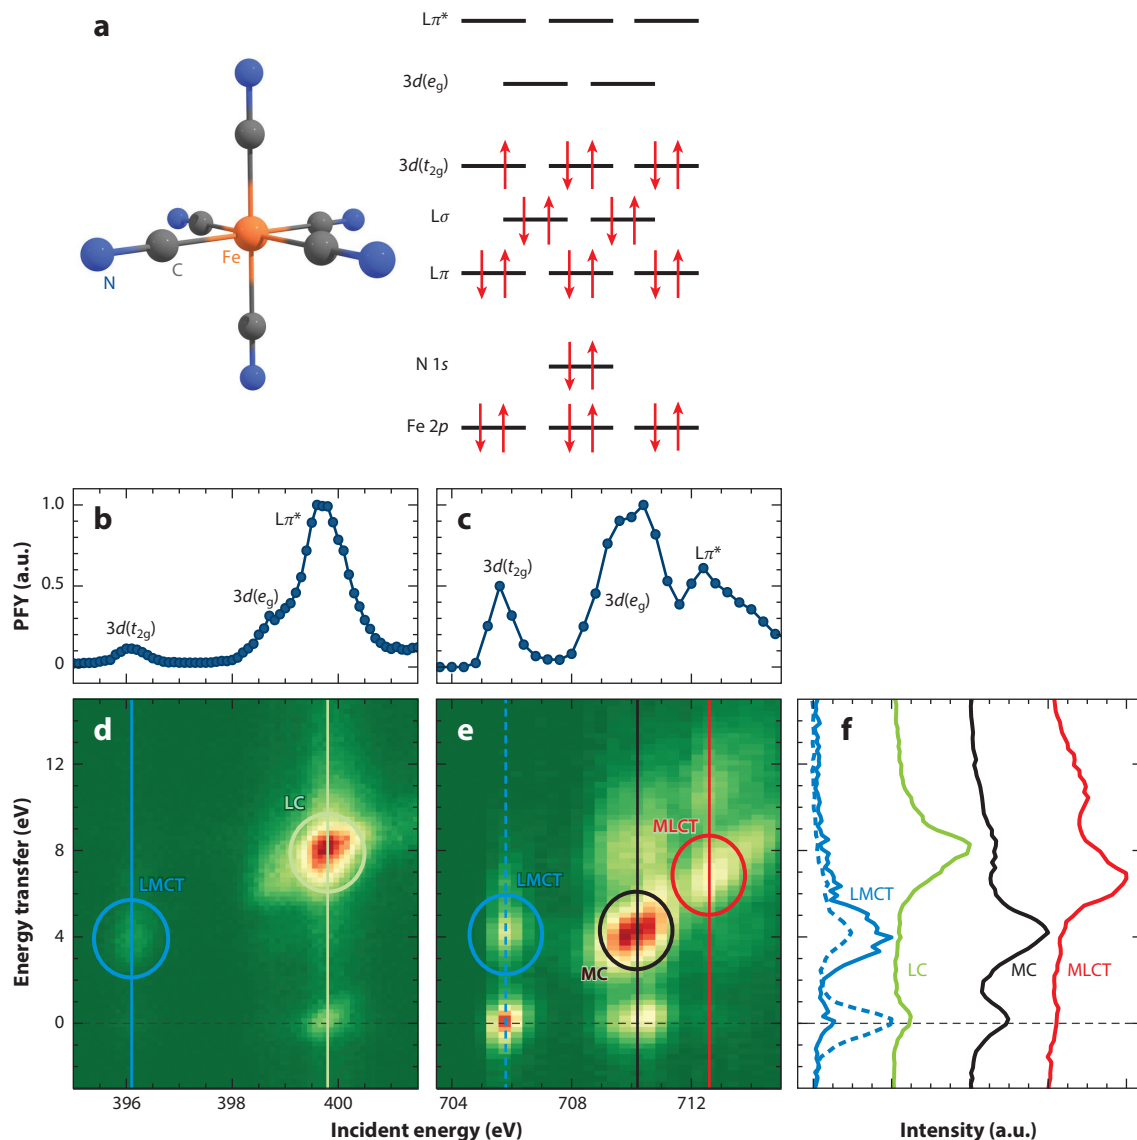 a
Lπ*
3d(eg)
3d(t2g)
Lσ
Lπ
N 1s
Fe 2p
N
C
Fe
b
c
PFY (a.u.)
1.0
0.5
0
3d(t2g)
3d(eg)
Lπ*
3d(t2g)
3d(eg)
Lπ*
d
e
f
Energy transfer (eV)
12
8
4
0
LC
LMCT
MLCT
LMCT
MC
LMCT
LC
MC
MLCT
396
398
400
704
708
712
Incident energy (eV)
Intensity (a.u.)